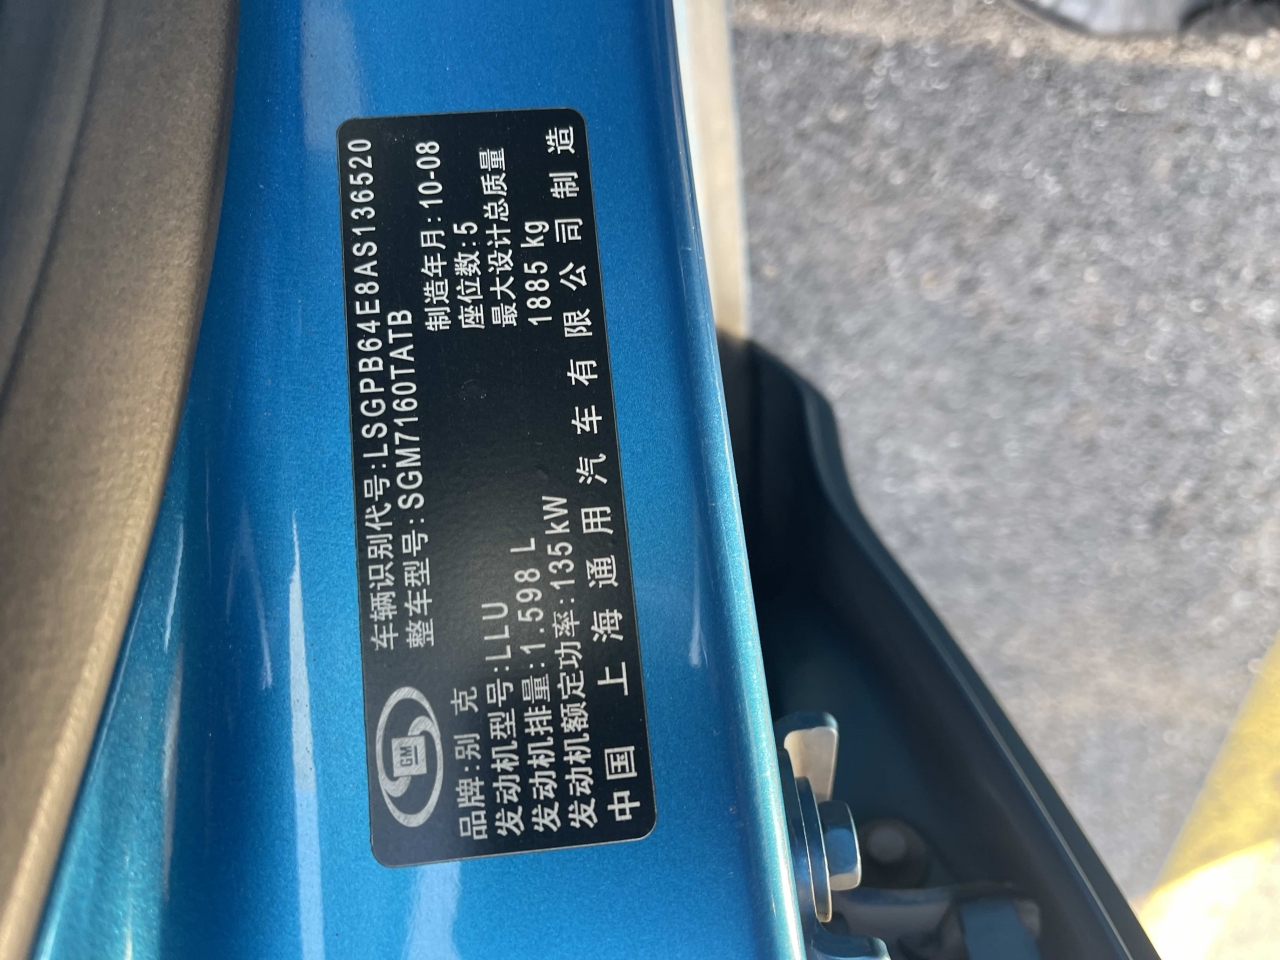 车辆识别代号:LSGPB64E8AS136520
整车型号:SGM7160TATB
GM
品牌:别 克
发动机型号:LLU
发动机排量:1.598 L
发动机额定功率:135kW
制造年月:10-08
座位数:5
最大设计总质量
1885 kg
中国 上海通用汽车有限公司制造